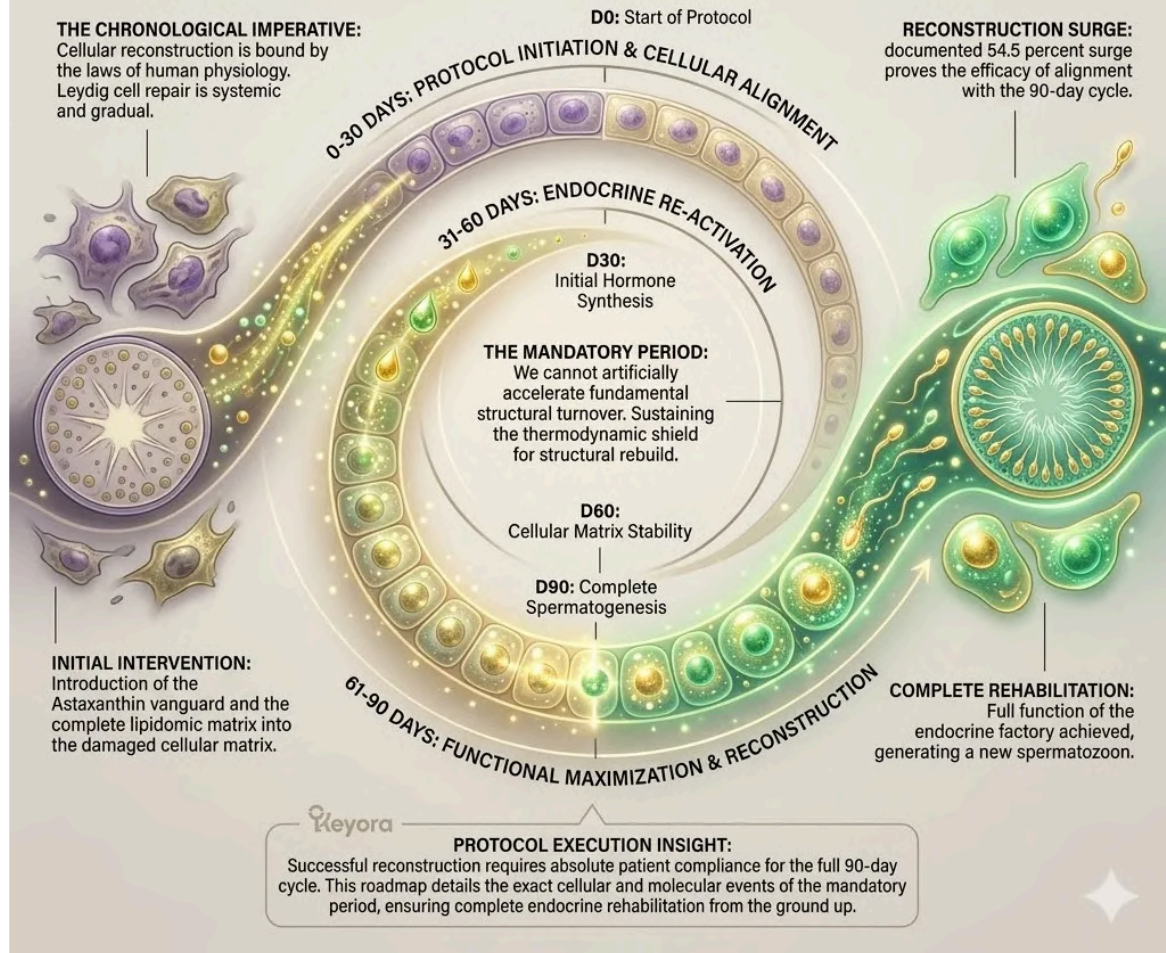 D0: Start of Protocol
THE CHRONOLOGICAL IMPERATIVE:
Cellular reconstruction is bound by
the laws of human physiology.
Leydig cell repair is systemic
and gradual.
RECONSTRUCTION SURGE:
documented 54.5 percent surge
proves the efficacy of alignment
with the 90-day cycle.
0-30 DAYS: PROTOCOL INITIATION & CELLULAR ALIGNMENT
31-60 DAYS: ENDOCRINE RE-ACTIVATION
D30:
Initial Hormone
Synthesis
THE MANDATORY PERIOD:
We cannot artificially
accelerate fundamental
structural turnover. Sustaining
the thermodynamic shield
for structural rebuild.
D60:
Cellular Matrix Stability
D90: Complete
Spermatogenesis
INITIAL INTERVENTION:
Introduction of the
Astaxanthin vanguard and the
complete lipidomic matrix into
the damaged cellular matrix.
61-90 DAYS: FUNCTIONAL MAXIMIZATION & RECONSTRUCTION
COMPLETE REHABILITATION:
Full function of the
endocrine factory achieved,
generating a new spermatozoon.
Keyora
PROTOCOL EXECUTION INSIGHT:
Successful reconstruction requires absolute patient compliance for the full 90-day
cycle. This roadmap details the exact cellular and molecular events of the mandatory
period, ensuring complete endocrine rehabilitation from the ground up.